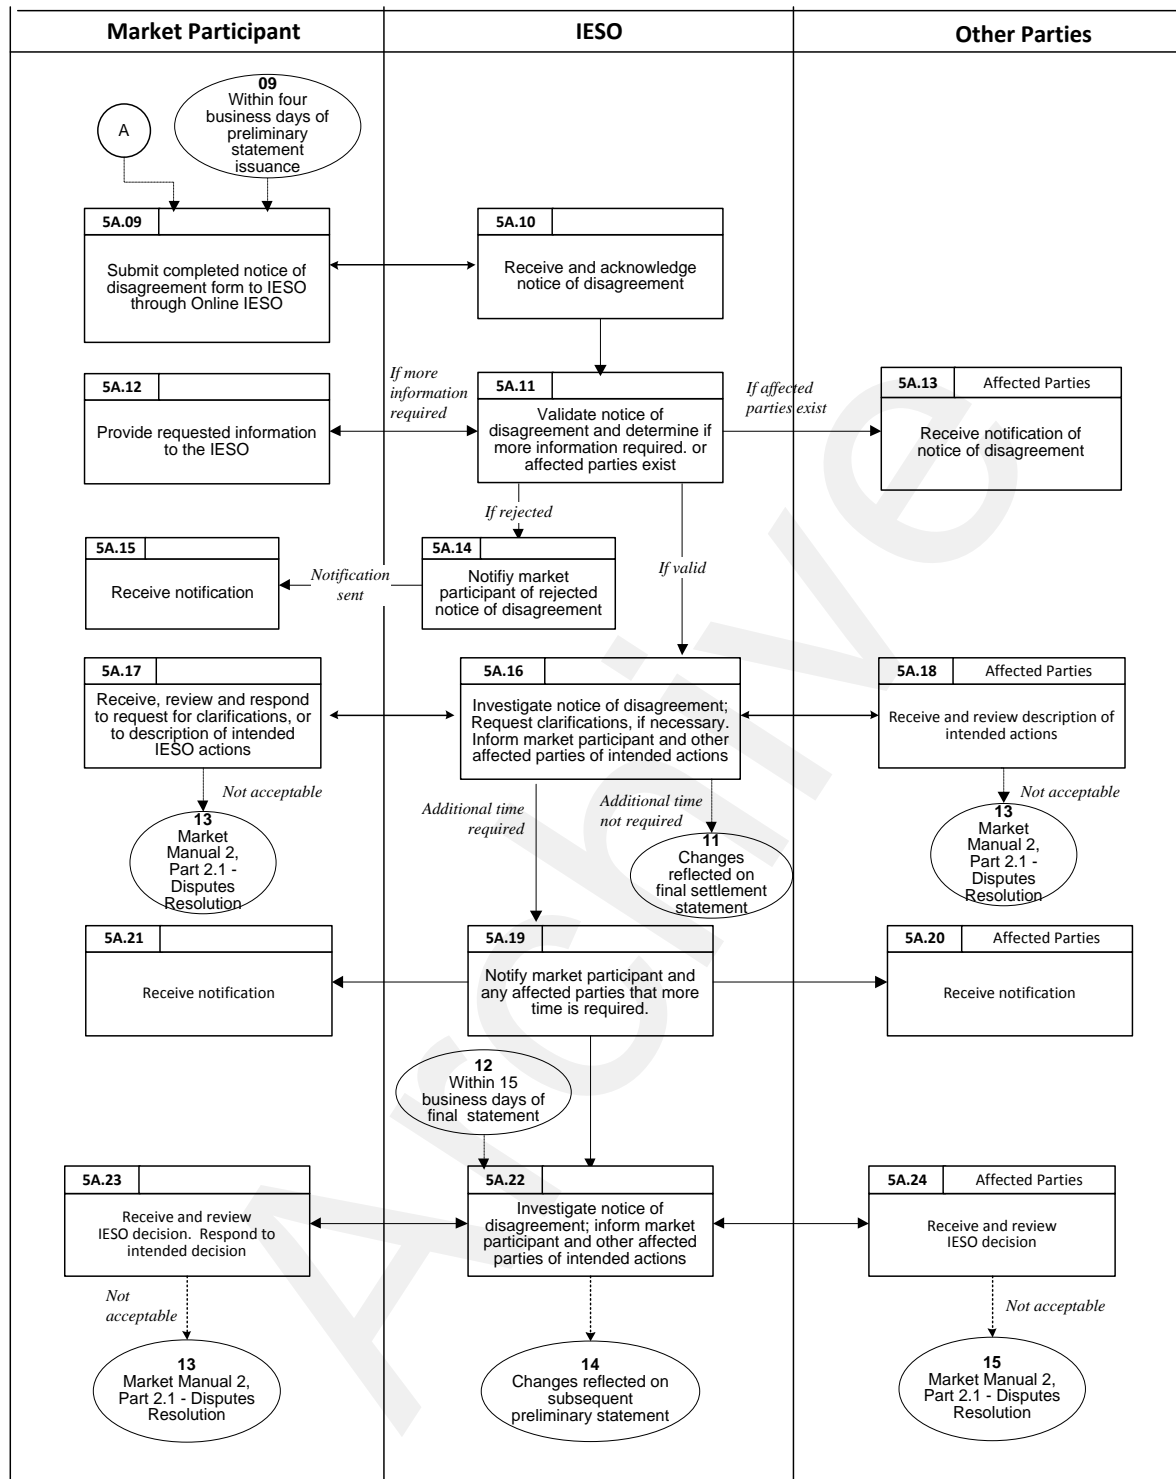 Market Participant
IESO
Other Parties
A
09
Within four
business days of
preliminary
statement
issuance
5A.09
Submit completed notice of
disagreement form to IESO
through Online IESO
5A.10
Receive and acknowledge
notice of disagreement
5A.12
Provide requested information
to the IESO
If more
information
required
5A.11
Validate notice of
disagreement and determine if
more information required. or
affected parties exist
If affected
parties exist
5A.13
Affected Parties
Receive notification of
notice of disagreement
If rejected
If valid
5A.15
Receive notification
Notification
sent
5A.14
Notifiy market
participant of rejected
notice of disagreement
5A.17
Receive, review and respond
to request for clarifications, or
to description of intended
IESO actions
5A.16
Investigate notice of disagreement;
Request clarifications, if necessary.
Inform market participant and other
affected parties of intended actions
5A.18
Affected Parties
Receive and review description of
intended actions
Not acceptable
13
Market
Manual 2,
Part 2.1 -
Disputes
Resolution
Additional time
required
Additional time
not required
11
Changes
reflected on
final settlement
statement
Not acceptable
13
Market
Manual 2,
Part 2.1 -
Disputes
Resolution
5A.21
Receive notification
5A.19
Notify market participant and
any affected parties that more
time is required.
5A.20
Affected Parties
Receive notification
12
Within 15
business days of
final statement
5A.23
Receive and review
IESO decision. Respond to
intended decision
5A.22
Investigate notice of
disagreement; inform market
participant and other affected
parties of intended actions
5A.24
Affected Parties
Receive and review
IESO decision
Not
acceptable
13
Market Manual 2,
Part 2.1 - Disputes
Resolution
14
Changes reflected on
subsequent
preliminary statement
Not acceptable
15
Market Manual 2,
Part 2.1 - Disputes
Resolution
Archive